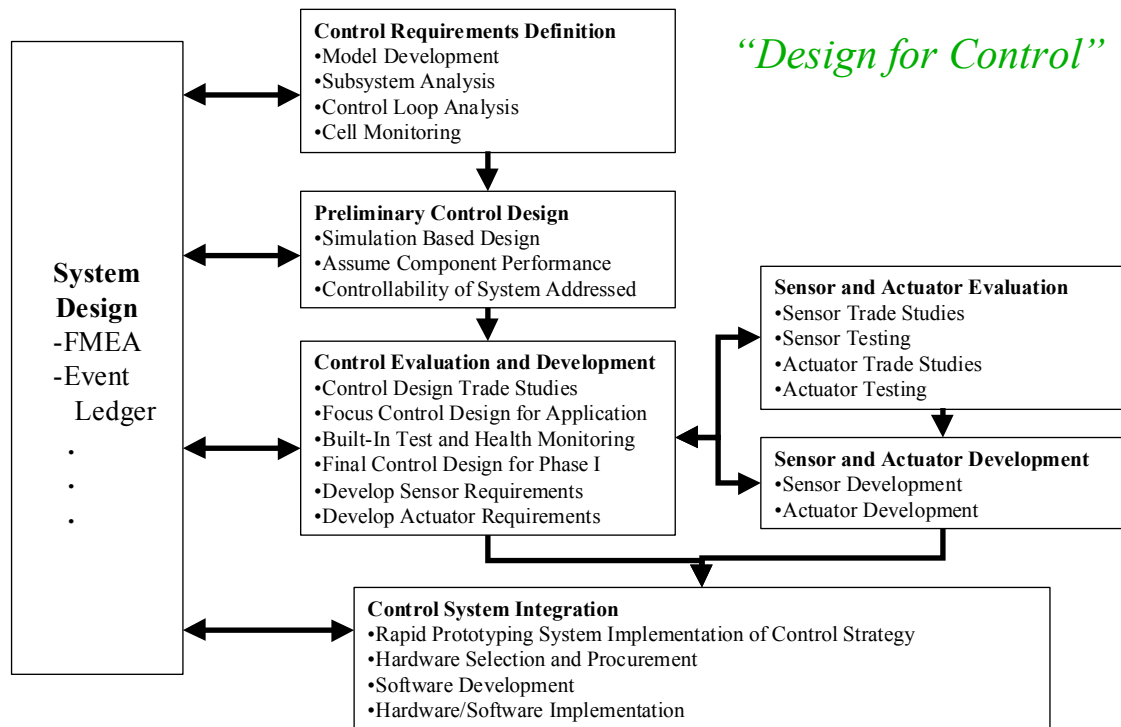 “Design for Control”
System
Design
-FMEA
-Event
Ledger
.
.
.
Control Requirements Definition
•Model Development
•Subsystem Analysis
•Control Loop Analysis
•Cell Monitoring
Preliminary Control Design
•Simulation Based Design
•Assume Component Performance
•Controllability of System Addressed
Control Evaluation and Development
•Control Design Trade Studies
•Focus Control Design for Application
•Built-In Test and Health Monitoring
•Final Control Design for Phase I
•Develop Sensor Requirements
•Develop Actuator Requirements
Sensor and Actuator Evaluation
•Sensor Trade Studies
•Sensor Testing
•Actuator Trade Studies
•Actuator Testing
Sensor and Actuator Development
•Sensor Development
•Actuator Development
Control System Integration
•Rapid Prototyping System Implementation of Control Strategy
•Hardware Selection and Procurement
•Software Development
•Hardware/Software Implementation